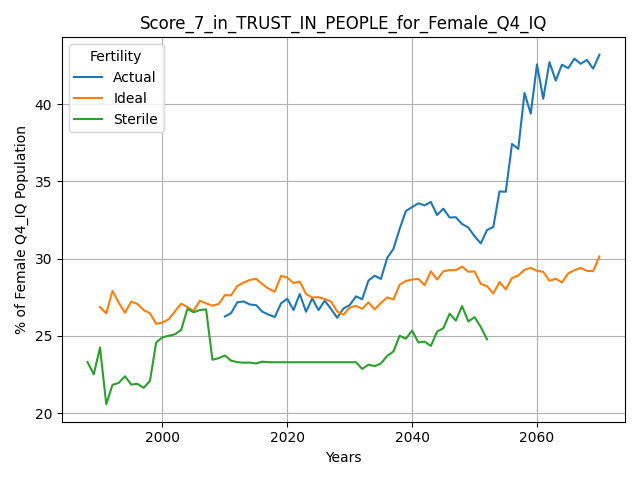 Score_7_in_TRUST_IN_PEOPLE_for_Female_Q4_IQ
Fertility
Actual
Ideal
Sterile
% of Female Q4_IQ Population
40
35
30
25
20
2000
2020
2040
2060
Years